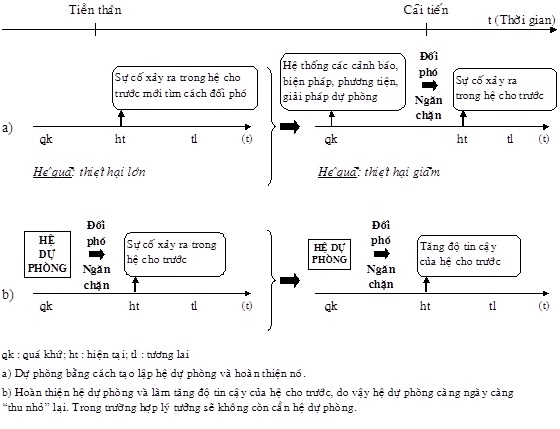 Tiền thân
Cải tiến
t (Thời gian)
Sự cố xảy ra trong hệ cho
trước mới tìm cách đối phó
Hệ thống các cảnh báo,
biện pháp, phương tiện,
giải pháp dự phòng
Đối
phó
Ngăn
chặn
Sự cố xảy ra
trong hệ cho trước
a)
qk
ht
tl
(t)
qk
ht
tl
(t)
Hệ quả: thiệt hại lớn
Hệ quả: thiệt hại giảm
HỆ
DỰ
PHÒNG
Đối
phó
Ngăn
chặn
Sự cố xảy ra trong
hệ cho trước
HỆ DỰ
PHÒNG
Đối
phó
Ngăn
chặn
Tăng độ tin cậy
của hệ cho trước
b)
qk
ht
tl
(t)
qk
ht
tl
(t)
qk : quá khứ; ht : hiện tại; tl : tương lai
a) Dự phòng bằng cách tạo lập hệ dự phòng và hoàn thiện nó.
b) Hoàn thiện hệ dự phòng và làm tăng độ tin cậy của hệ cho trước, do vậy hệ dự phòng càng ngày càng
“thu nhỏ” lại. Trong trường hợp lý tưởng sẽ không còn cần hệ dự phòng.